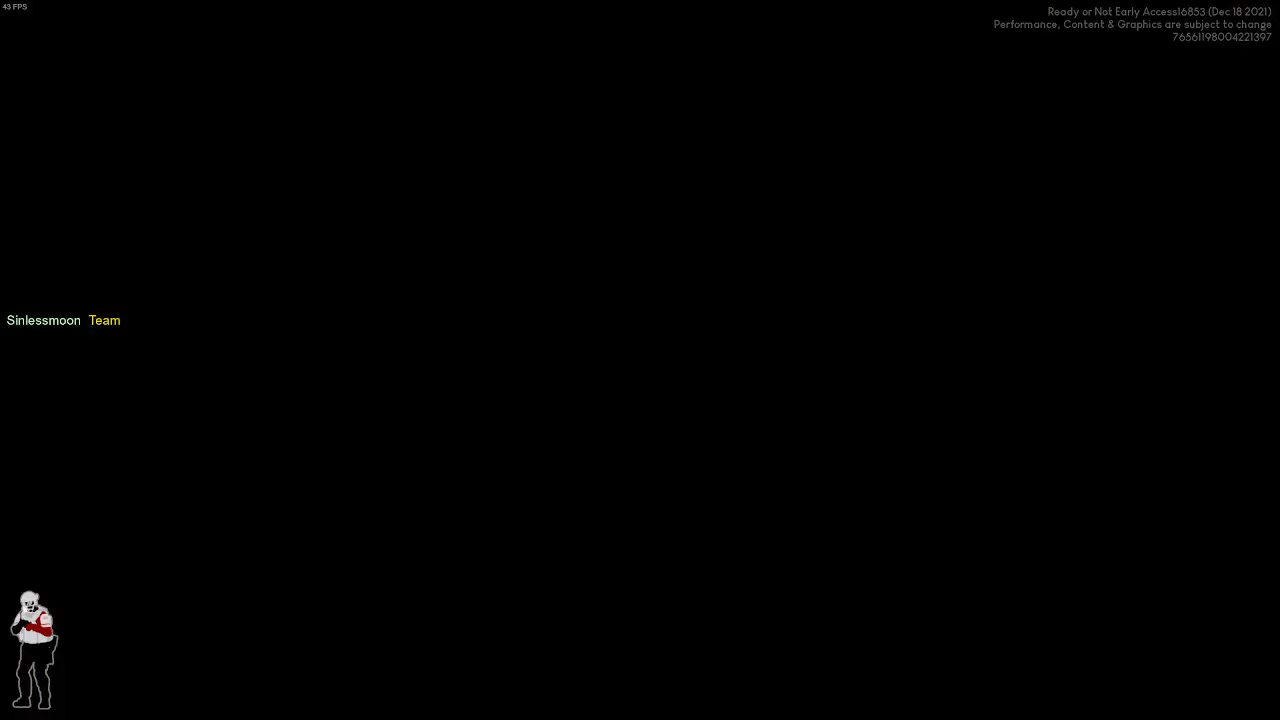 43 FPS
Ready or Not Early Access16853 (Dec 18 2021)
Performance, Content & Graphics are subject to change
76561198004221397
Sinlessmoon Team